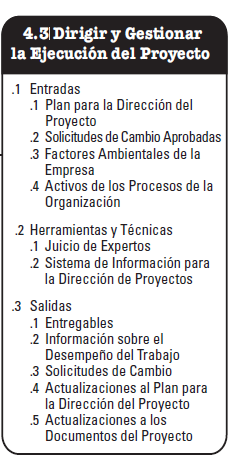 4.3 Dirigir y Gestionar
la Ejecución del Proyecto
.1 Entradas
.1 Plan para la Dirección del
Proyecto
.2 Solicitudes de Cambio Aprobadas
.3 Factores Ambientales de la
Empresa
.4 Activos de los Procesos de la
Organización
.2 Herramientas y Técnicas
.1 Juicio de Expertos
.2 Sistema de Información para
la Dirección de Proyectos
.3 Salidas
.1 Entregables
.2 Información sobre el
Desempeño del Trabajo
.3 Solicitudes de Cambio
.4 Actualizaciones al Plan para
la Dirección del Proyecto
.5 Actualizaciones a los
Documentos del Proyecto